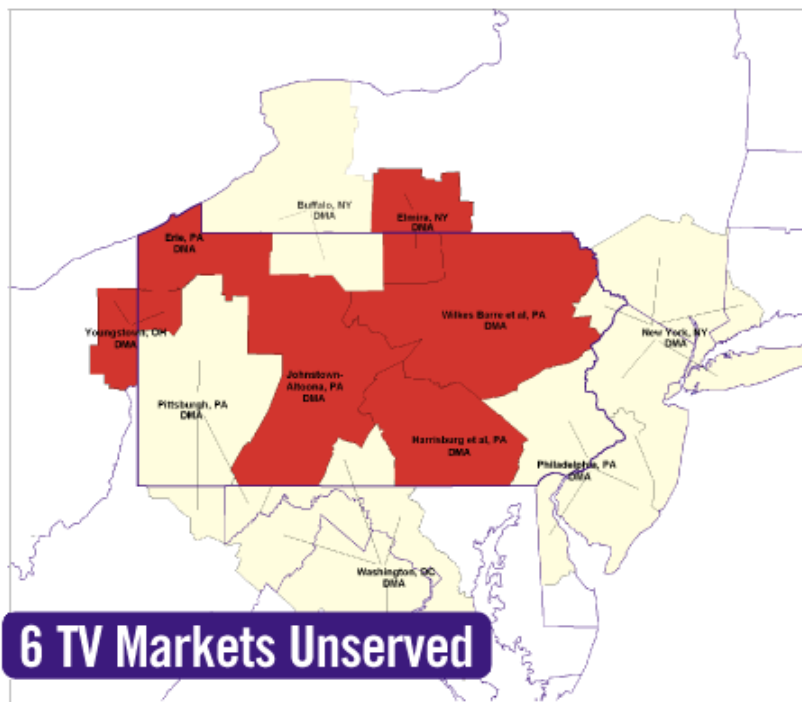 Buffalo, NY
DMA
Elmira, NY
DMA
Erie, PA
DMA
Wilkes Barre et al, PA
DMA
Youngstown, OH
DMA
New York, NY
DMA
Johnstown-
Altoona, PA
DMA
Pittsburgh, PA
DMA
Harrisburg et al, PA
DMA
Philadelphia, PA
DMA
Washington, DC
DMA
6 TV Markets Unserved